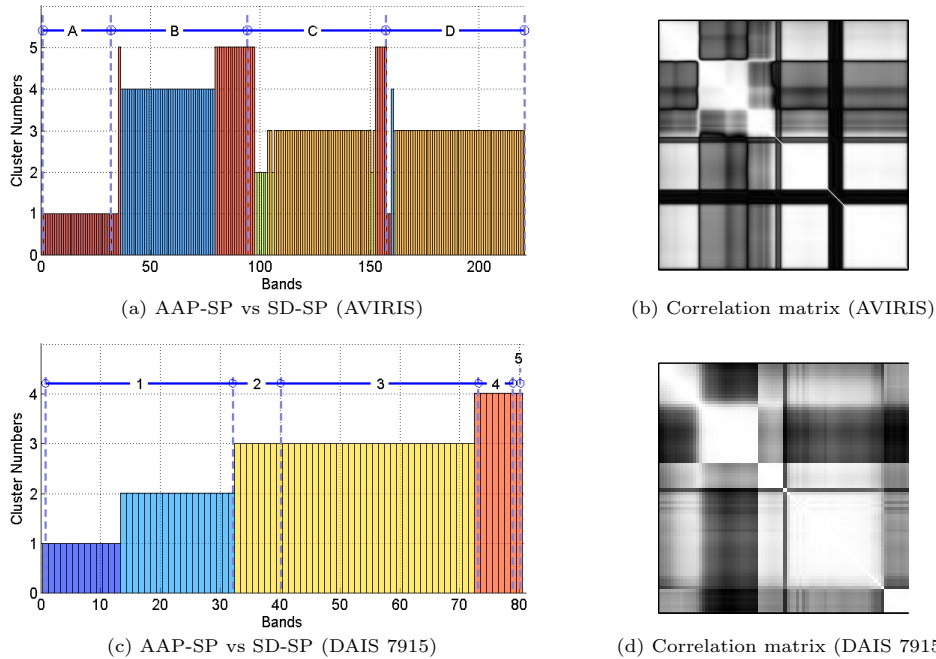 A B C D
5
4
3
2
1
0
Cluster Numbers
0 50 100 150 200
Bands
(a) AAP-SP vs SD-SP (AVIRIS)
(b) Correlation matrix (AVIRIS)
5
1 2 3 4
4
3
2
1
0
Cluster Numbers
0 10 20 30 40 50 60 70 80
Bands
(c) AAP-SP vs SD-SP (DAIS 7915)
(d) Correlation matrix (DAIS 7915